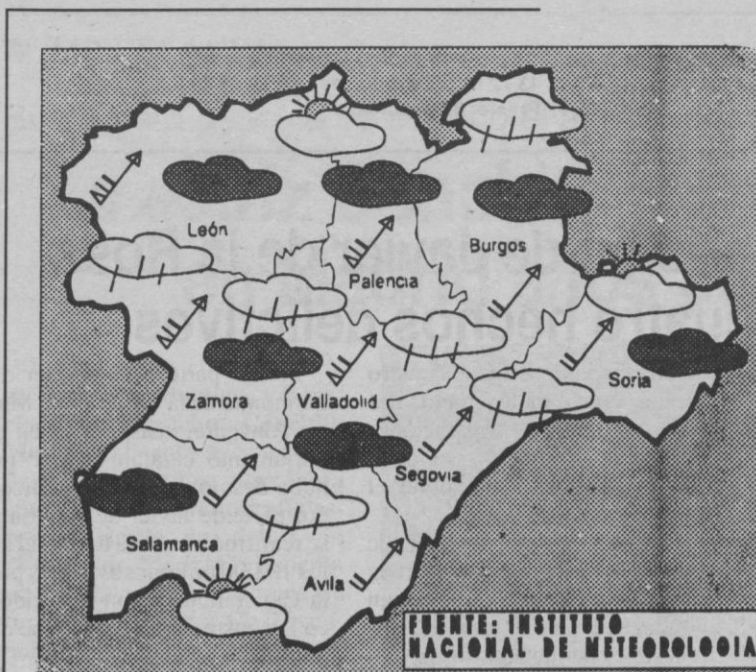 León
Burgos
Palencia
Soria
Zamora
Valladolid
Segovia
Salamanca
Avila
FUENTE: INSTITUTO
NACIONAL DE METEOROLOGIA